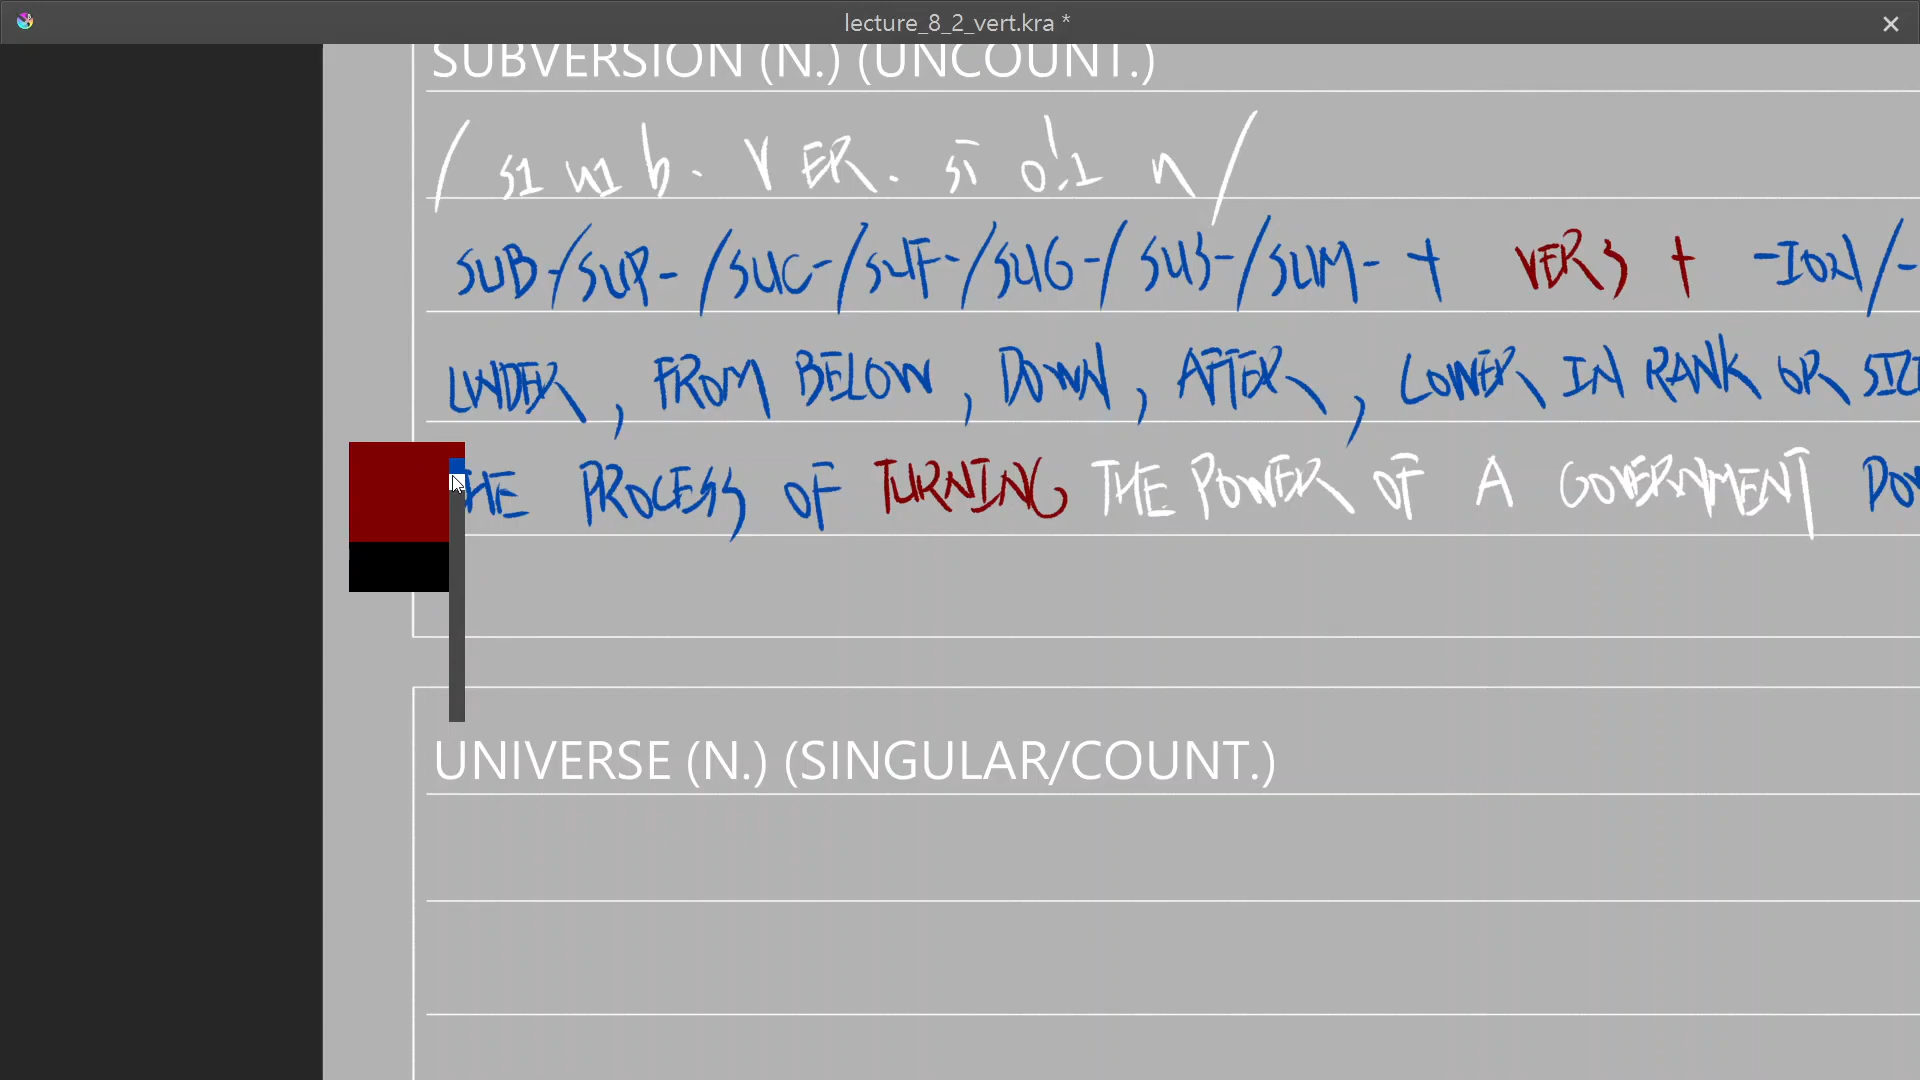 lecture_8_2_vert.kra *
SUBVERSION (N.) (UNCOUNT.)
SUB-/SUP-/SUC-/SUF-/SUG-/SUS-/SUM- + VERS + -ION/-
UNDER, FROM BELOW, DOWN, AFTER, LOWER IN RANK OR
PROCESS OF TURNING THE POWER OF A GOVERNMENT
UNIVERSE (N.) (SINGULAR/COUNT.)